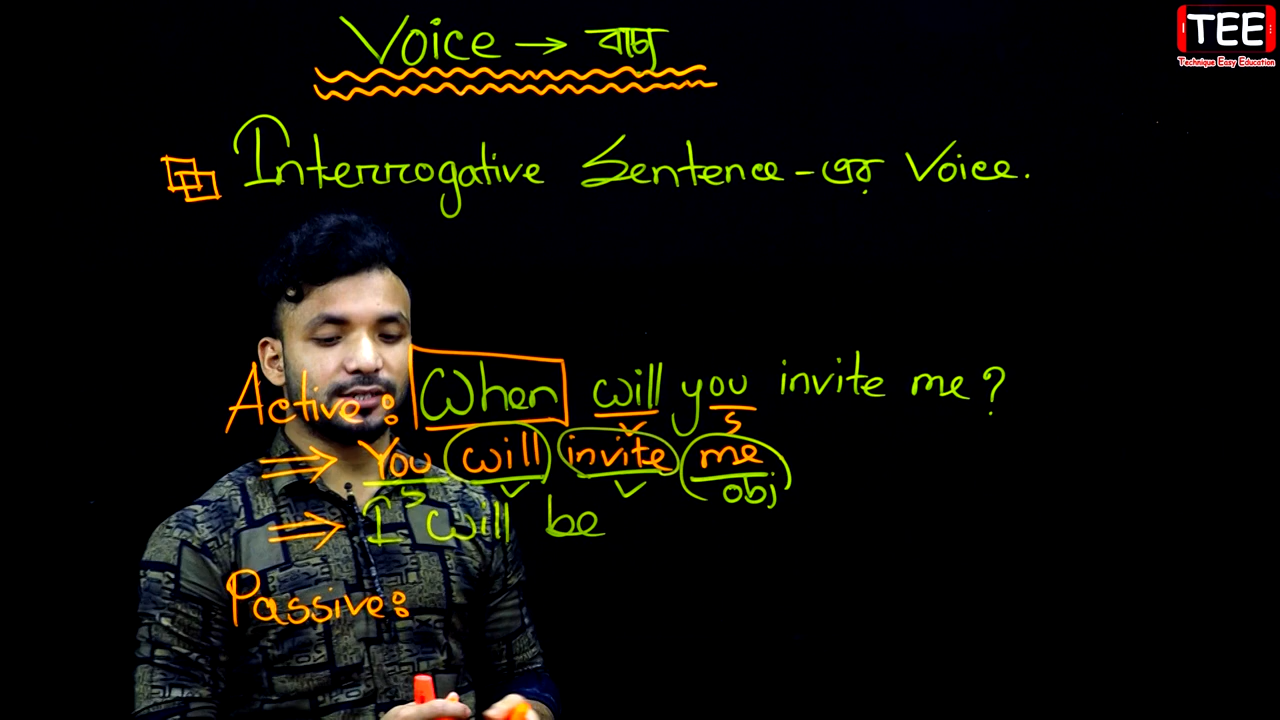 TEE
Technique Easy Education
Voice → বাচ্য
Interrogative Sentence-এর Voice.
Active: When will you invite me?
v s
⇒ You will invite me
s v v obj
⇒ I will be
Passive: